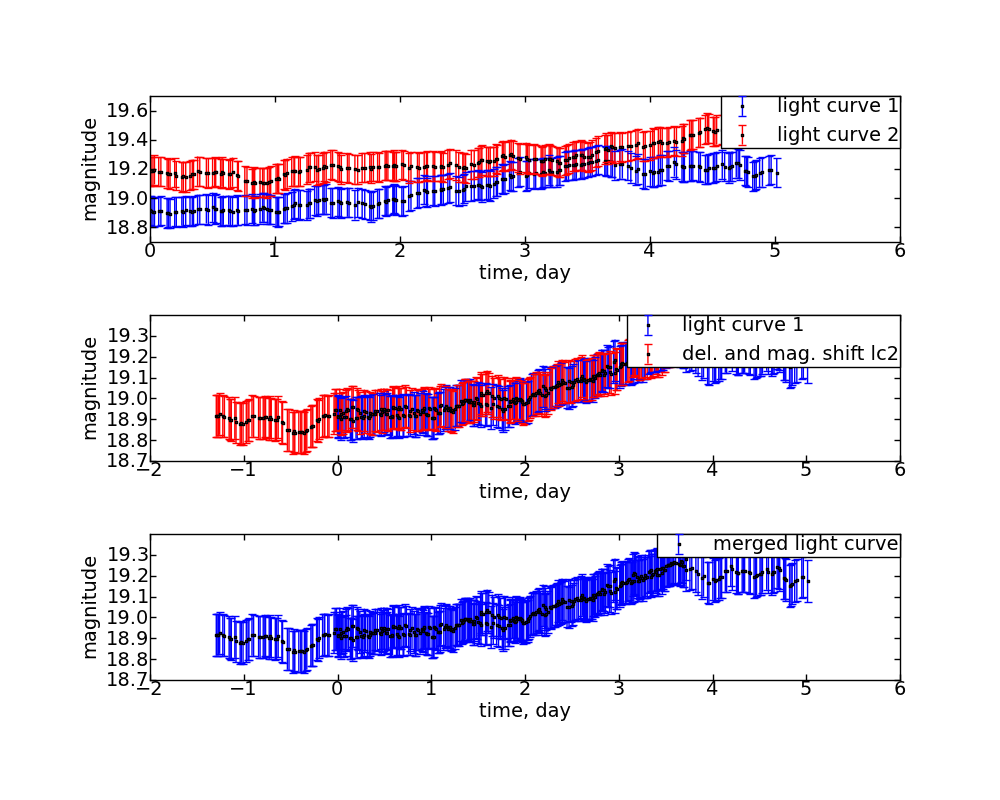 19.6
light curve 1
19.4
light curve 2
19.2
19.0
18.8
magnitude
0 1 2 3 4 5 6
time, day
19.3
light curve 1
19.2
del. and mag. shift lc2
19.1
19.0
18.9
18.8
18.7
magnitude
−2 −1 0 1 2 3 4 5 6
time, day
merged light curve
19.3
19.2
19.1
19.0
18.9
18.8
18.7
magnitude
−2 −1 0 1 2 3 4 5 6
time, day